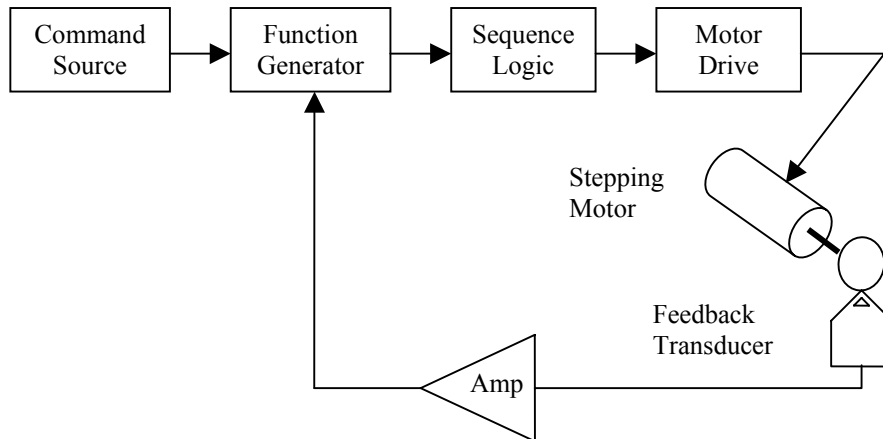 Command
Source
Function
Generator
Sequence
Logic
Motor
Drive
Stepping
Motor
Feedback
Transducer
Amp